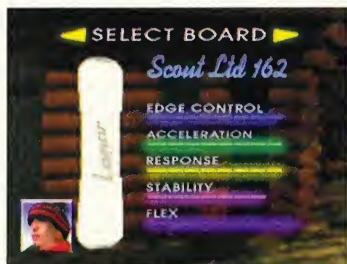 SELECT BOARD
Scout Ltd 162
EDGE CONTROL
ACCELERATION
RESPONSE
STABILITY
FLEX